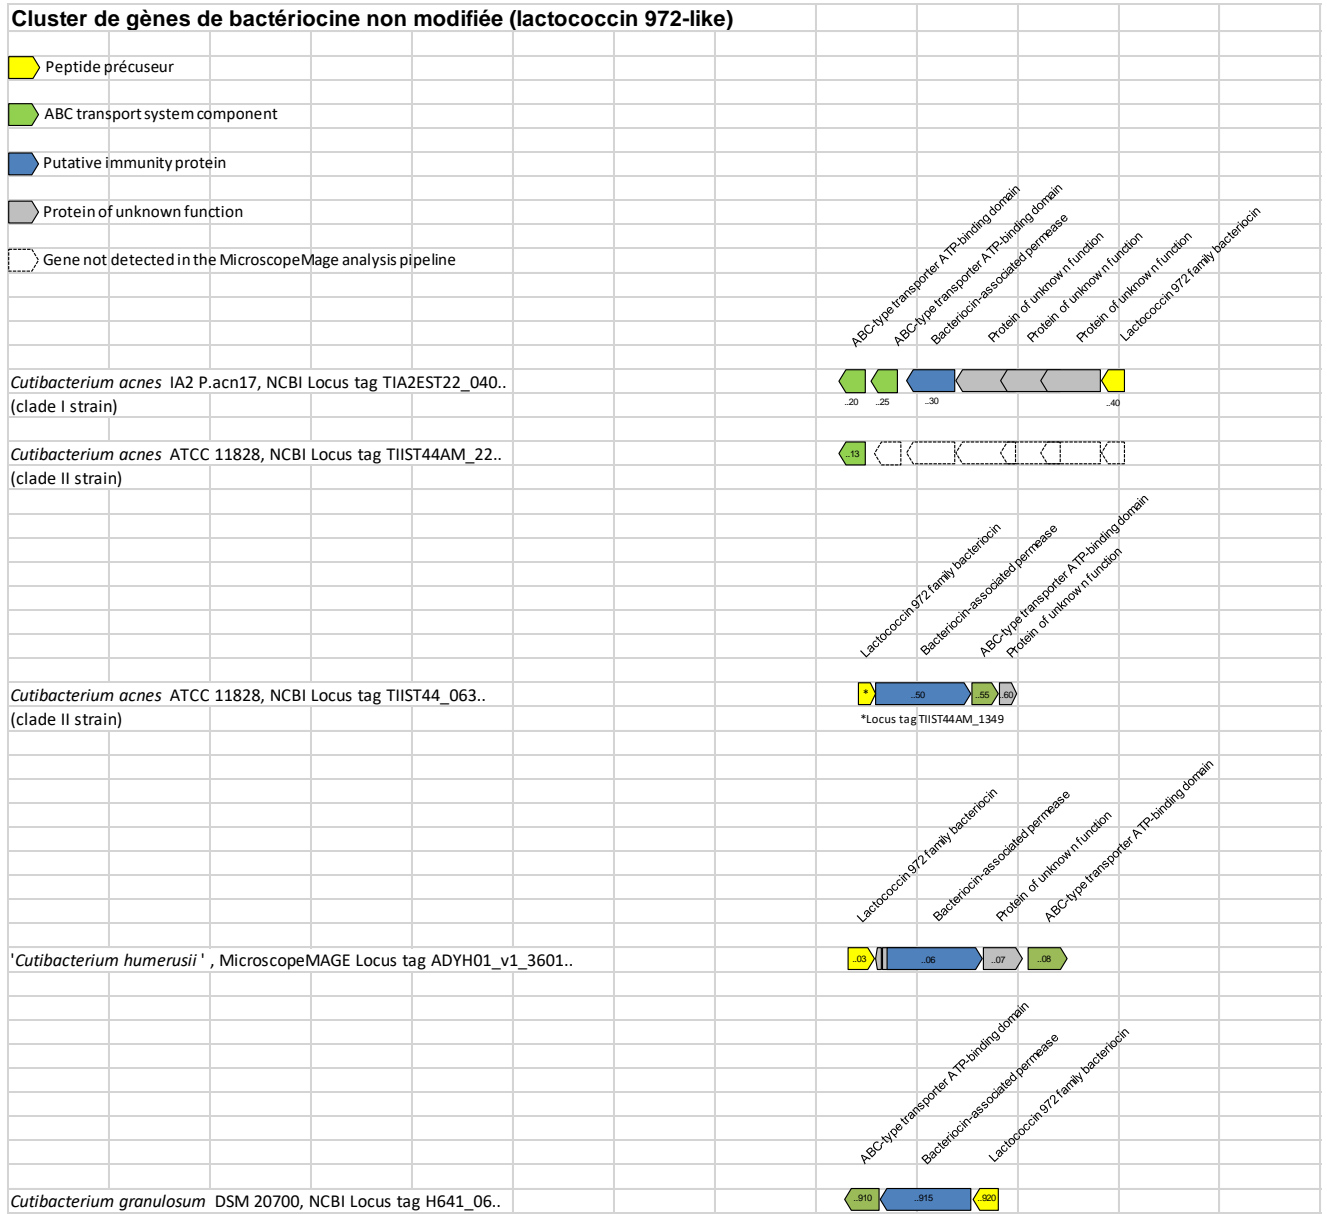 Cluster de gènes de bactériocine non modifiée (lactococcin 972-like)
Peptide précuseur
ABC transport system component
Putative immunity protein
Protein of unknown function
Gene not detected in the MicroscopeMage analysis pipeline
ABC-type transporter ATP-binding domain
ABC-type transporter ATP-binding domain
Bacteriocin-associated permease
Protein of unknown function
Protein of unknown function
Protein of unknown function
Lactococcin 972 family bacteriocin
Cutibacterium acnes IA2 P.acn17, NCBI Locus tag TIA2EST22_040..
(clade I strain)
..20 ..25 ..30 ..40
Cutibacterium acnes ATCC 11828, NCBI Locus tag TIIST44AM_22..
..13
(clade II strain)
Lactococcin 972 family bacteriocin
Bacteriocin-associated permease
ABC-type transporter ATP-binding domain
Protein of unknown function
Cutibacterium acnes ATCC 11828, NCBI Locus tag TIIST44_063..
* ..50 ..55 ..60
(clade II strain)
*Locus tag TIIST44AM_1349
Lactococcin 972 family bacteriocin
Bacteriocin-associated permease
Protein of unknown function
ABC-type transporter ATP-binding domain
'Cutibacterium humerusii ' , MicroscopeMAGE Locus tag ADYH01_v1_3601..
..03 ..06 ..07 ..08
ABC-type transporter ATP-binding domain
Bacteriocin-associated permease
Lactococcin 972 family bacteriocin
Cutibacterium granulosum DSM 20700, NCBI Locus tag H641_06..
..910 ..915 ..920